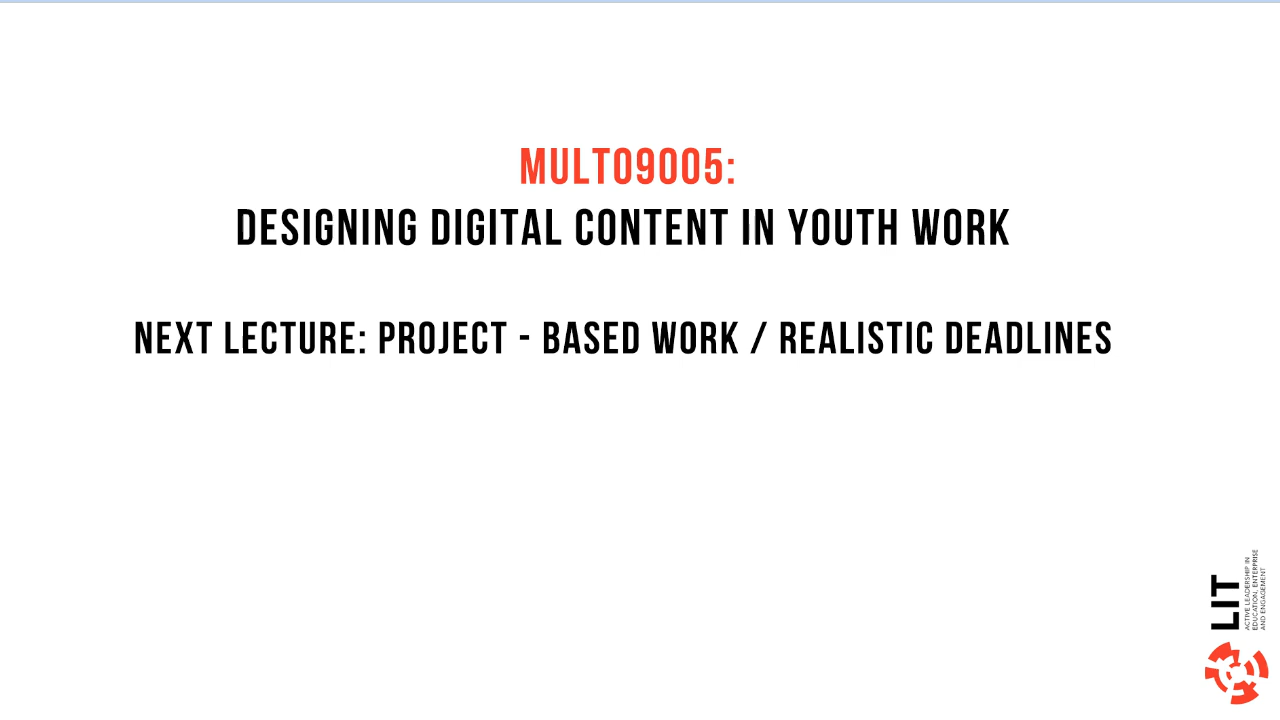 MULT09005:
DESIGNING DIGITAL CONTENT IN YOUTH WORK
NEXT LECTURE: PROJECT - BASED WORK / REALISTIC DEADLINES
LIT
ACTIVE LEADERSHIP IN
EDUCATION, ENTERPRISE
AND ENGAGEMENT